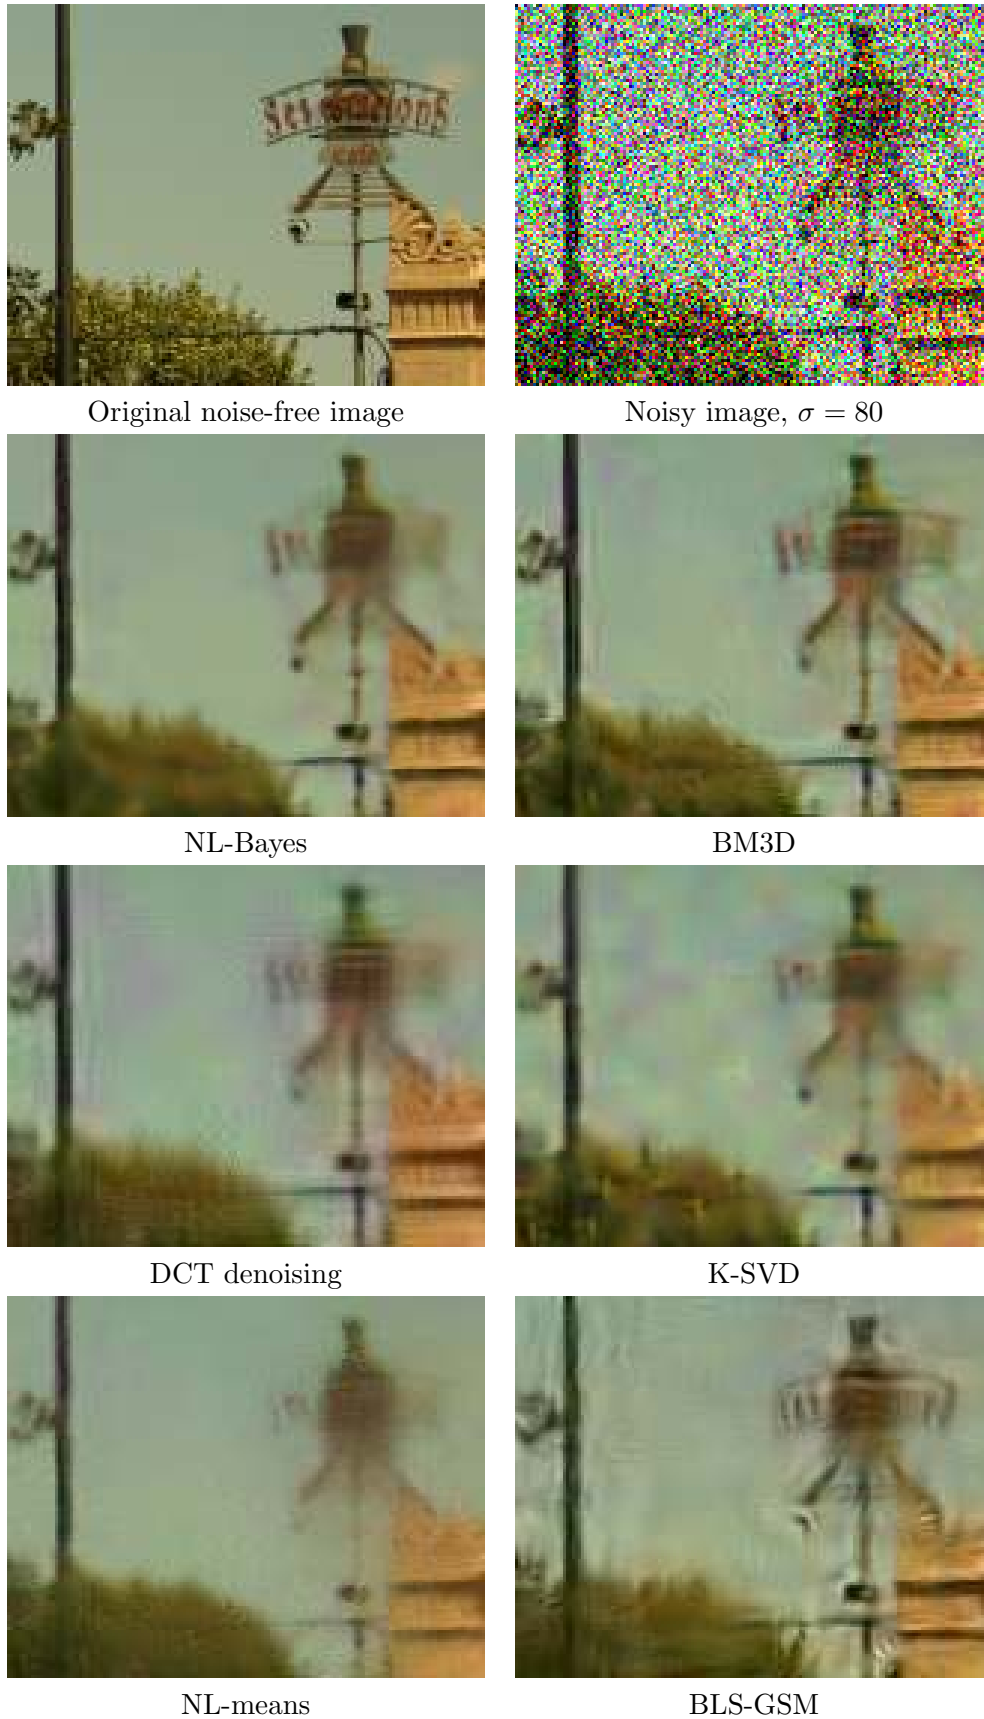 Original noise-free image
Noisy image, σ = 80
NL-Bayes
BM3D
DCT denoising
K-SVD
NL-means
BLS-GSM